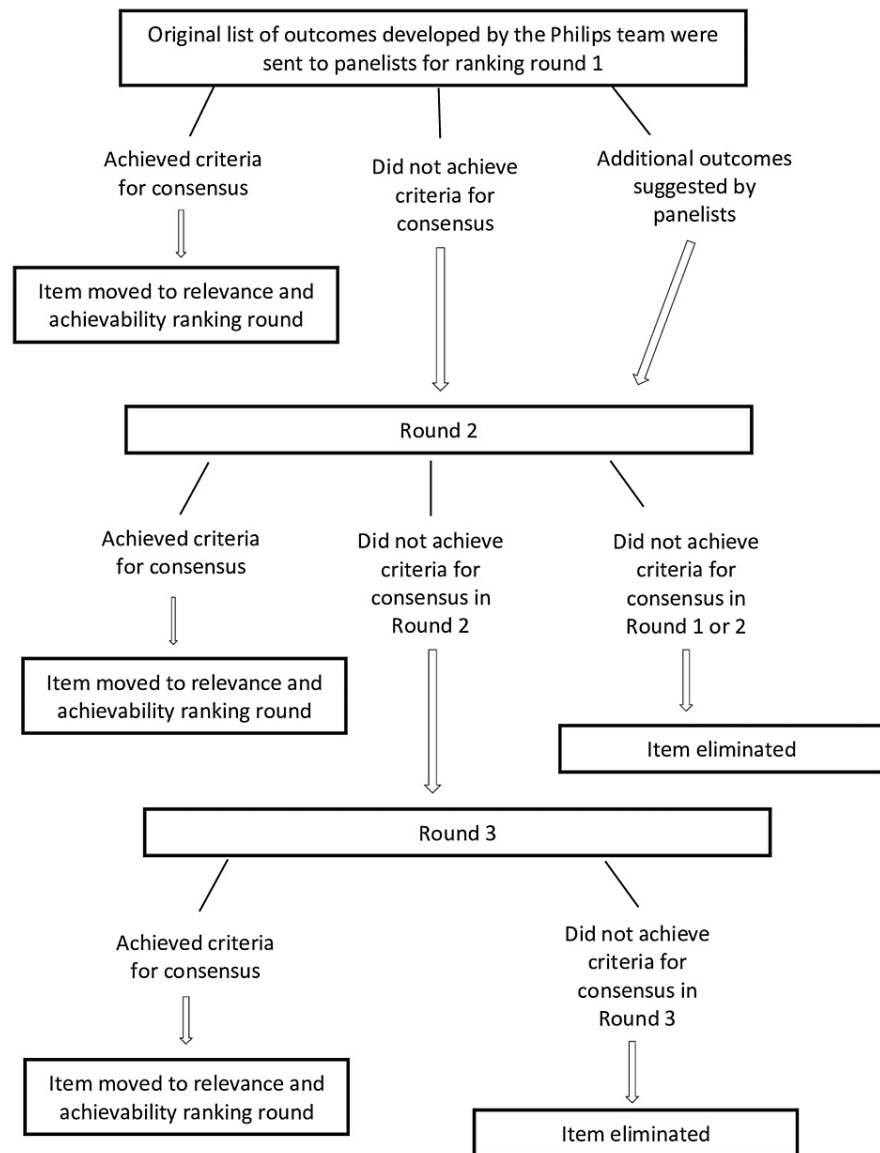 Original list of outcomes developed by the Philips team were
sent to panelists for ranking round 1
Achieved criteria
for consensus
Did not achieve
criteria for
consensus
Additional outcomes
suggested by
panelists
Item moved to relevance and
achievability ranking round
Round 2
Achieved criteria
for consensus
Did not achieve
criteria for
consensus in
Round 2
Did not achieve
criteria for
consensus in
Round 1 or 2
Item moved to relevance and
achievability ranking round
Item eliminated
Round 3
Achieved criteria
for consensus
Did not achieve
criteria for
consensus in
Round 3
Item moved to relevance and
achievability ranking round
Item eliminated